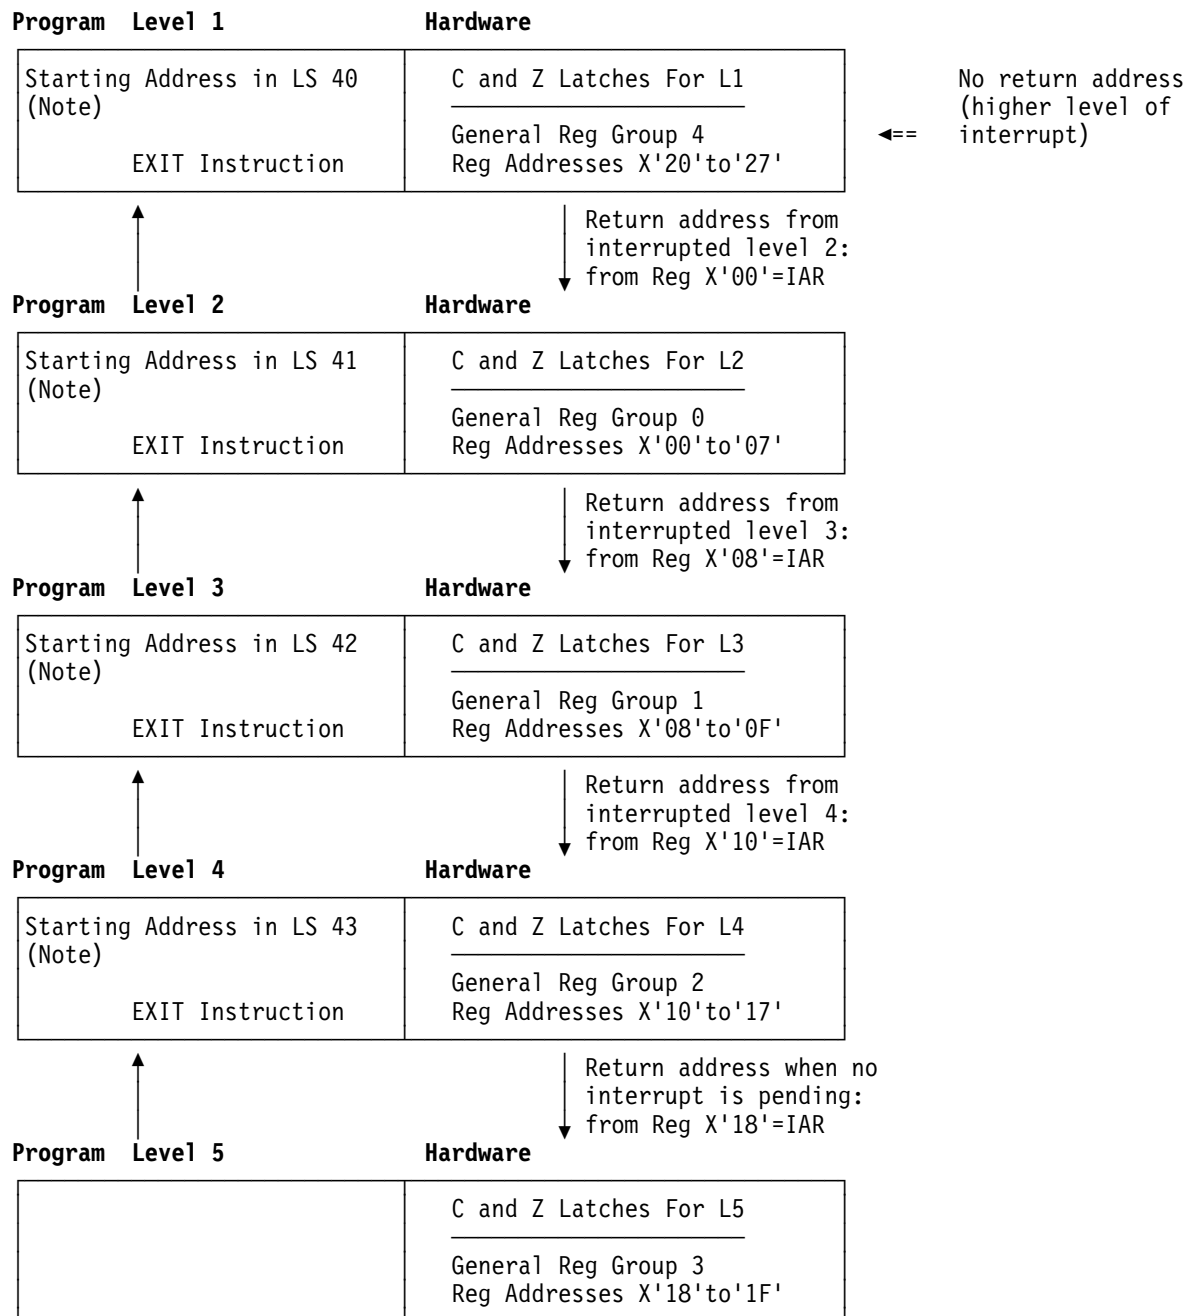 Program Level 1 Hardware
Starting Address in LS 40 C and Z Latches For L1 No return address
(Note) (higher level of
General Reg Group 4 ◄== interrupt)
EXIT Instruction Reg Addresses X'20'to'27'
Return address from
interrupted level 2:
from Reg X'00'=IAR
Program Level 2 Hardware
Starting Address in LS 41 C and Z Latches For L2
(Note)
General Reg Group 0
EXIT Instruction Reg Addresses X'00'to'07'
Return address from
interrupted level 3:
from Reg X'08'=IAR
Program Level 3 Hardware
Starting Address in LS 42 C and Z Latches For L3
(Note)
General Reg Group 1
EXIT Instruction Reg Addresses X'08'to'0F'
Return address from
interrupted level 4:
from Reg X'10'=IAR
Program Level 4 Hardware
Starting Address in LS 43 C and Z Latches For L4
(Note)
General Reg Group 2
EXIT Instruction Reg Addresses X'10'to'17'
Return address when no
interrupt is pending:
from Reg X'18'=IAR
Program Level 5 Hardware
C and Z Latches For L5
General Reg Group 3
Reg Addresses X'18'to'1F'